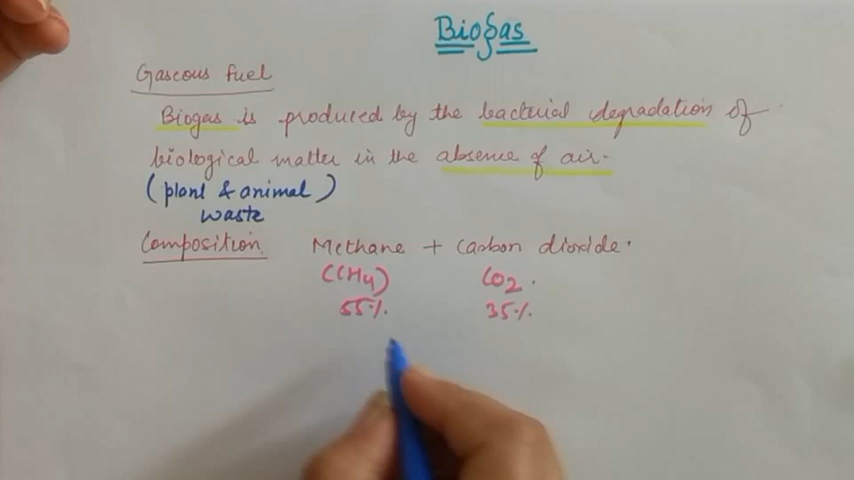 Biogas
Gaseous fuel
Biogas is produced by the bacterial degradation of
biological matter in the absence of air.
(plant & animal)
waste
Composition Methane + Carbon dioxide.
(CH4) CO2.
55% 35%.